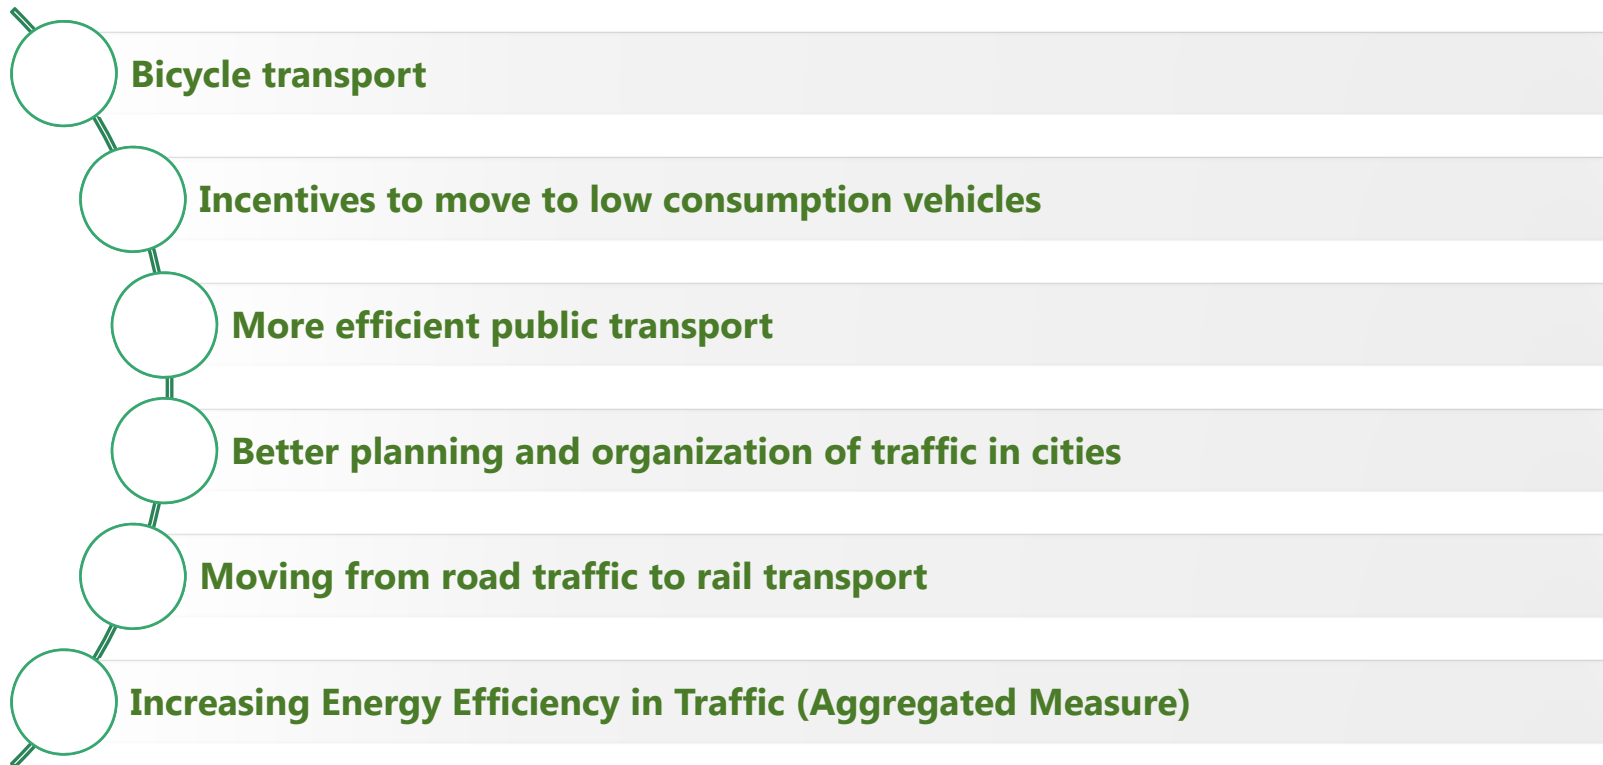 Bicycle transport
Incentives to move to low consumption vehicles
More efficient public transport
Better planning and organization of traffic in cities
Moving from road traffic to rail transport
Increasing Energy Efficiency in Traffic (Aggregated Measure)